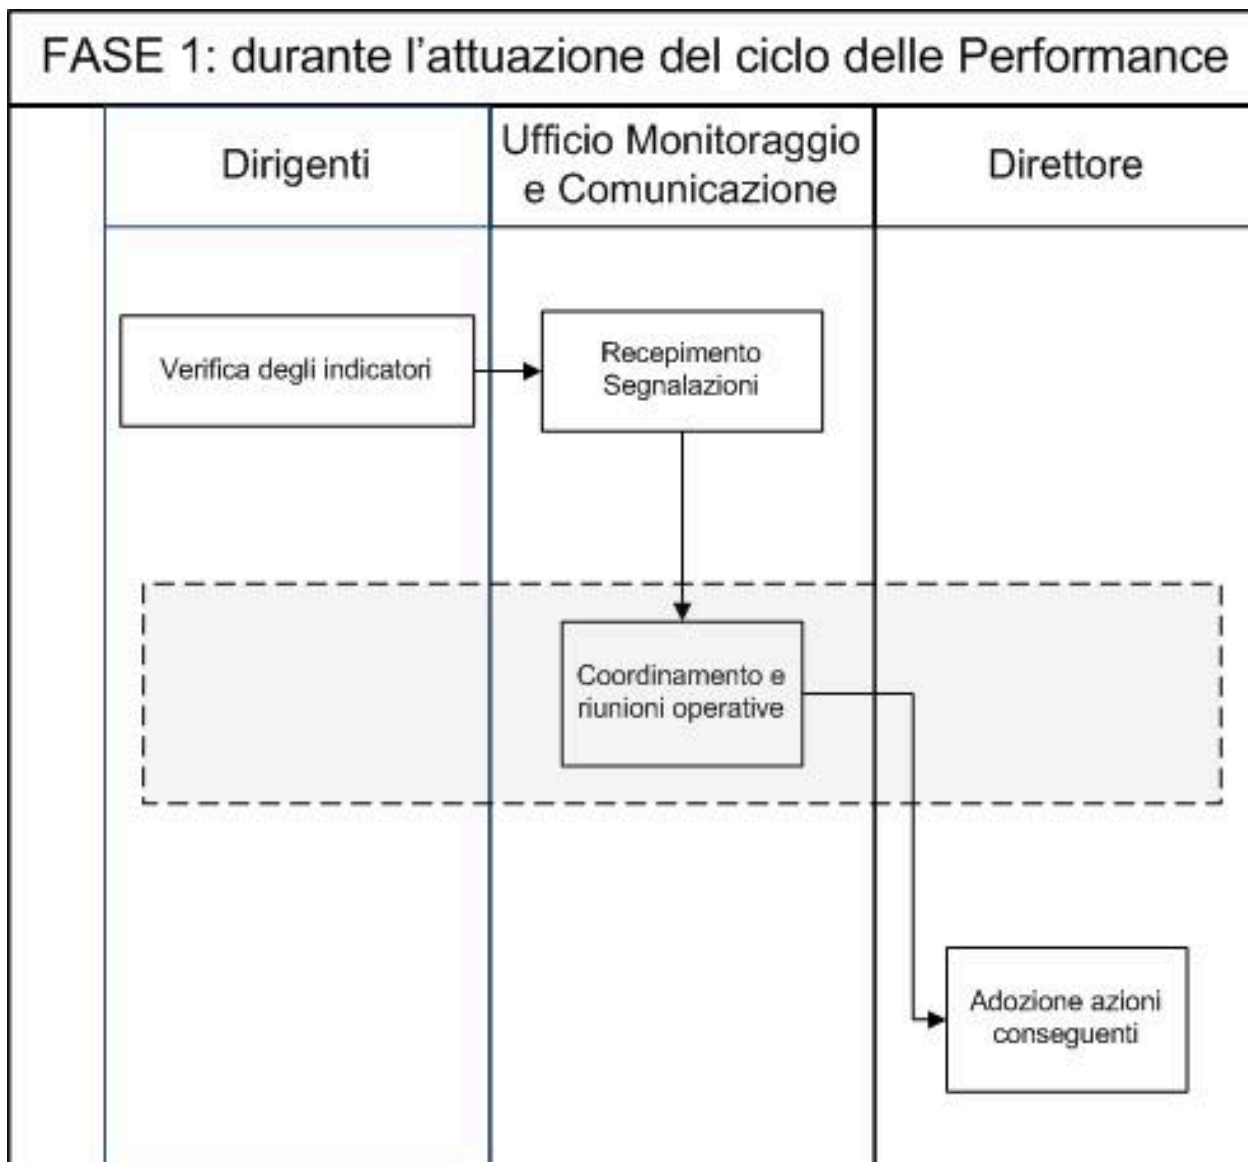 FASE 1: durante l'attuazione del ciclo delle Performance
Dirigenti
Ufficio Monitoraggio
e Comunicazione
Direttore
Verifica degli indicatori
Recepimento
Segnalazioni
Coordinamento e
riunioni operative
Adozione azioni
conseguenti